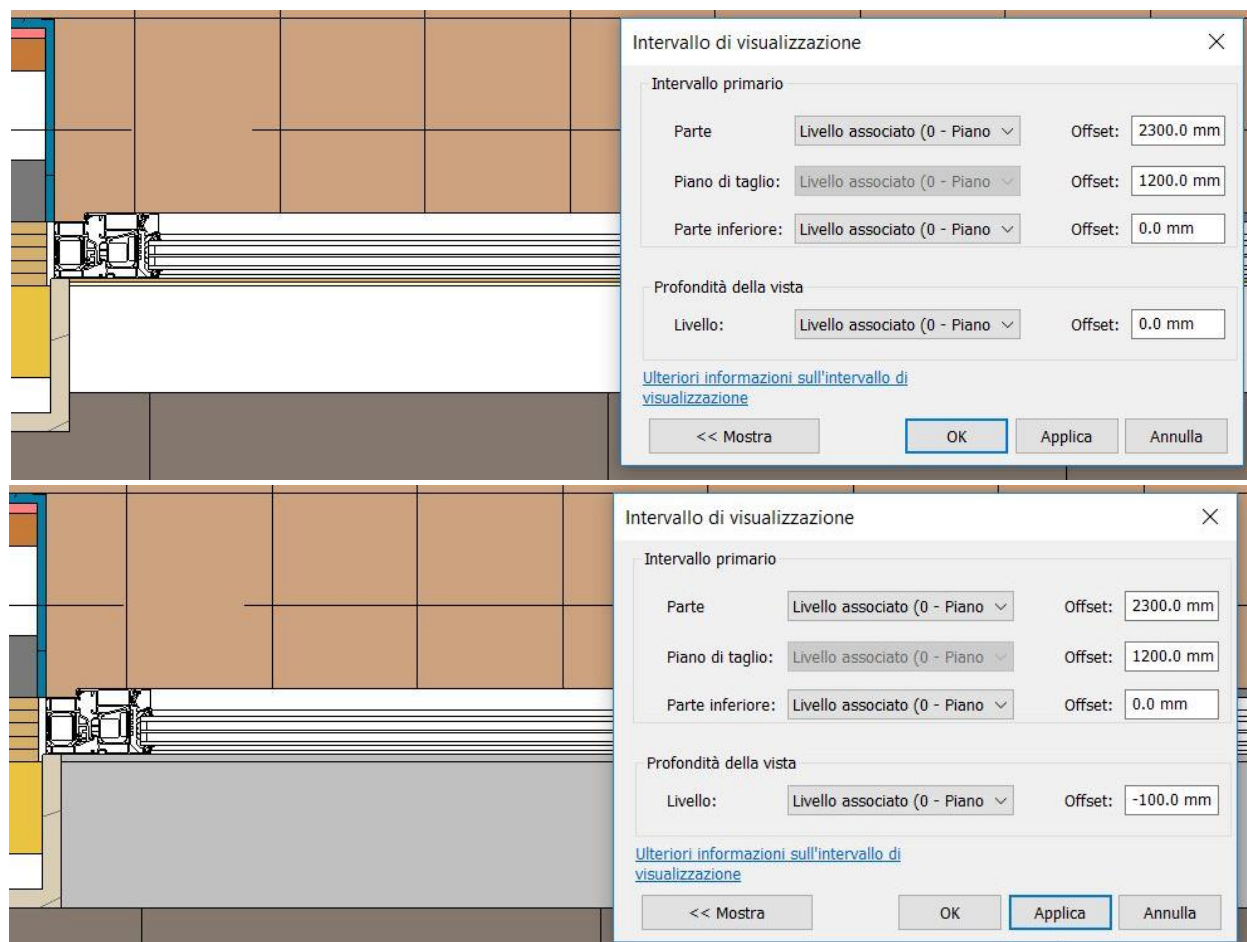 Intervallo di visualizzazione
Intervallo primario
Parte Livello associato (0 - Piano Offset: 2300.0 mm
Piano di taglio: Livello associato (0 - Piano Offset: 1200.0 mm
Parte inferiore: Livello associato (0 - Piano Offset: 0.0 mm
Profondità della vista
Livello: Livello associato (0 - Piano Offset: 0.0 mm
Ulteriori informazioni sull'intervallo di
visualizzazione
<< Mostra OK Applica Annulla
Intervallo di visualizzazione
Intervallo primario
Parte Livello associato (0 - Piano Offset: 2300.0 mm
Piano di taglio: Livello associato (0 - Piano Offset: 1200.0 mm
Parte inferiore: Livello associato (0 - Piano Offset: 0.0 mm
Profondità della vista
Livello: Livello associato (0 - Piano Offset: -100.0 mm
Ulteriori informazioni sull'intervallo di
visualizzazione
<< Mostra OK Applica Annulla